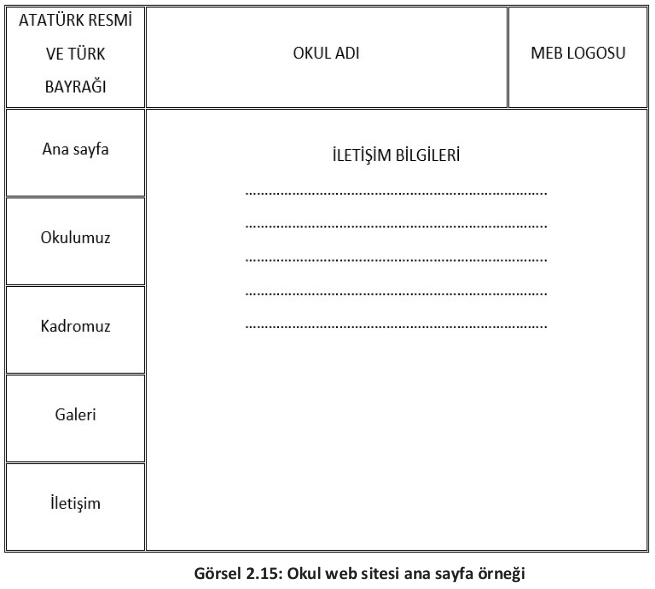 ATATÜRK RESMİ
VE TÜRK
BAYRAĞI
OKUL ADI
MEB LOGOSU
Ana sayfa
Okulumuz
Kadromuz
Galeri
İletişim
İLETİŞİM BİLGİLERİ
...........................................................................
...........................................................................
...........................................................................
...........................................................................
...........................................................................
Görsel 2.15: Okul web sitesi ana sayfa örneği